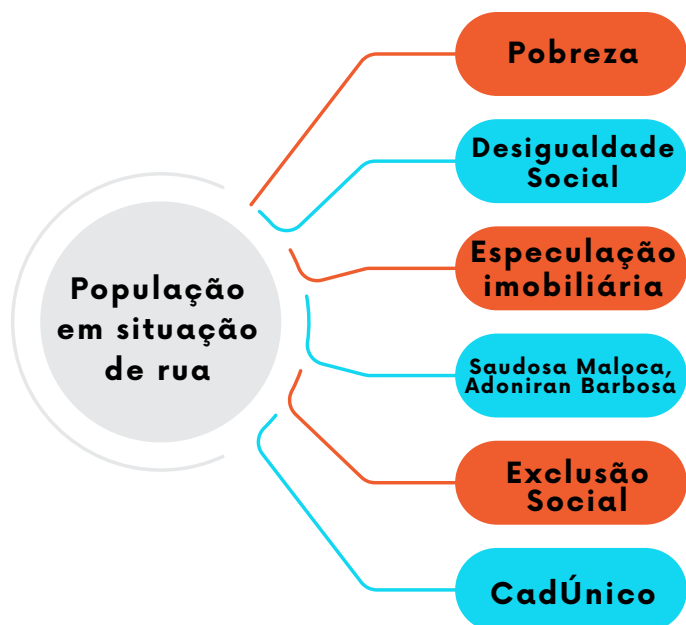 População
em situação
de rua
Pobreza
Desigualdade
Social
Especulação
imobiliária
Saudosa Maloca,
Adoniran Barbosa
Exclusão
Social
CadÚnico